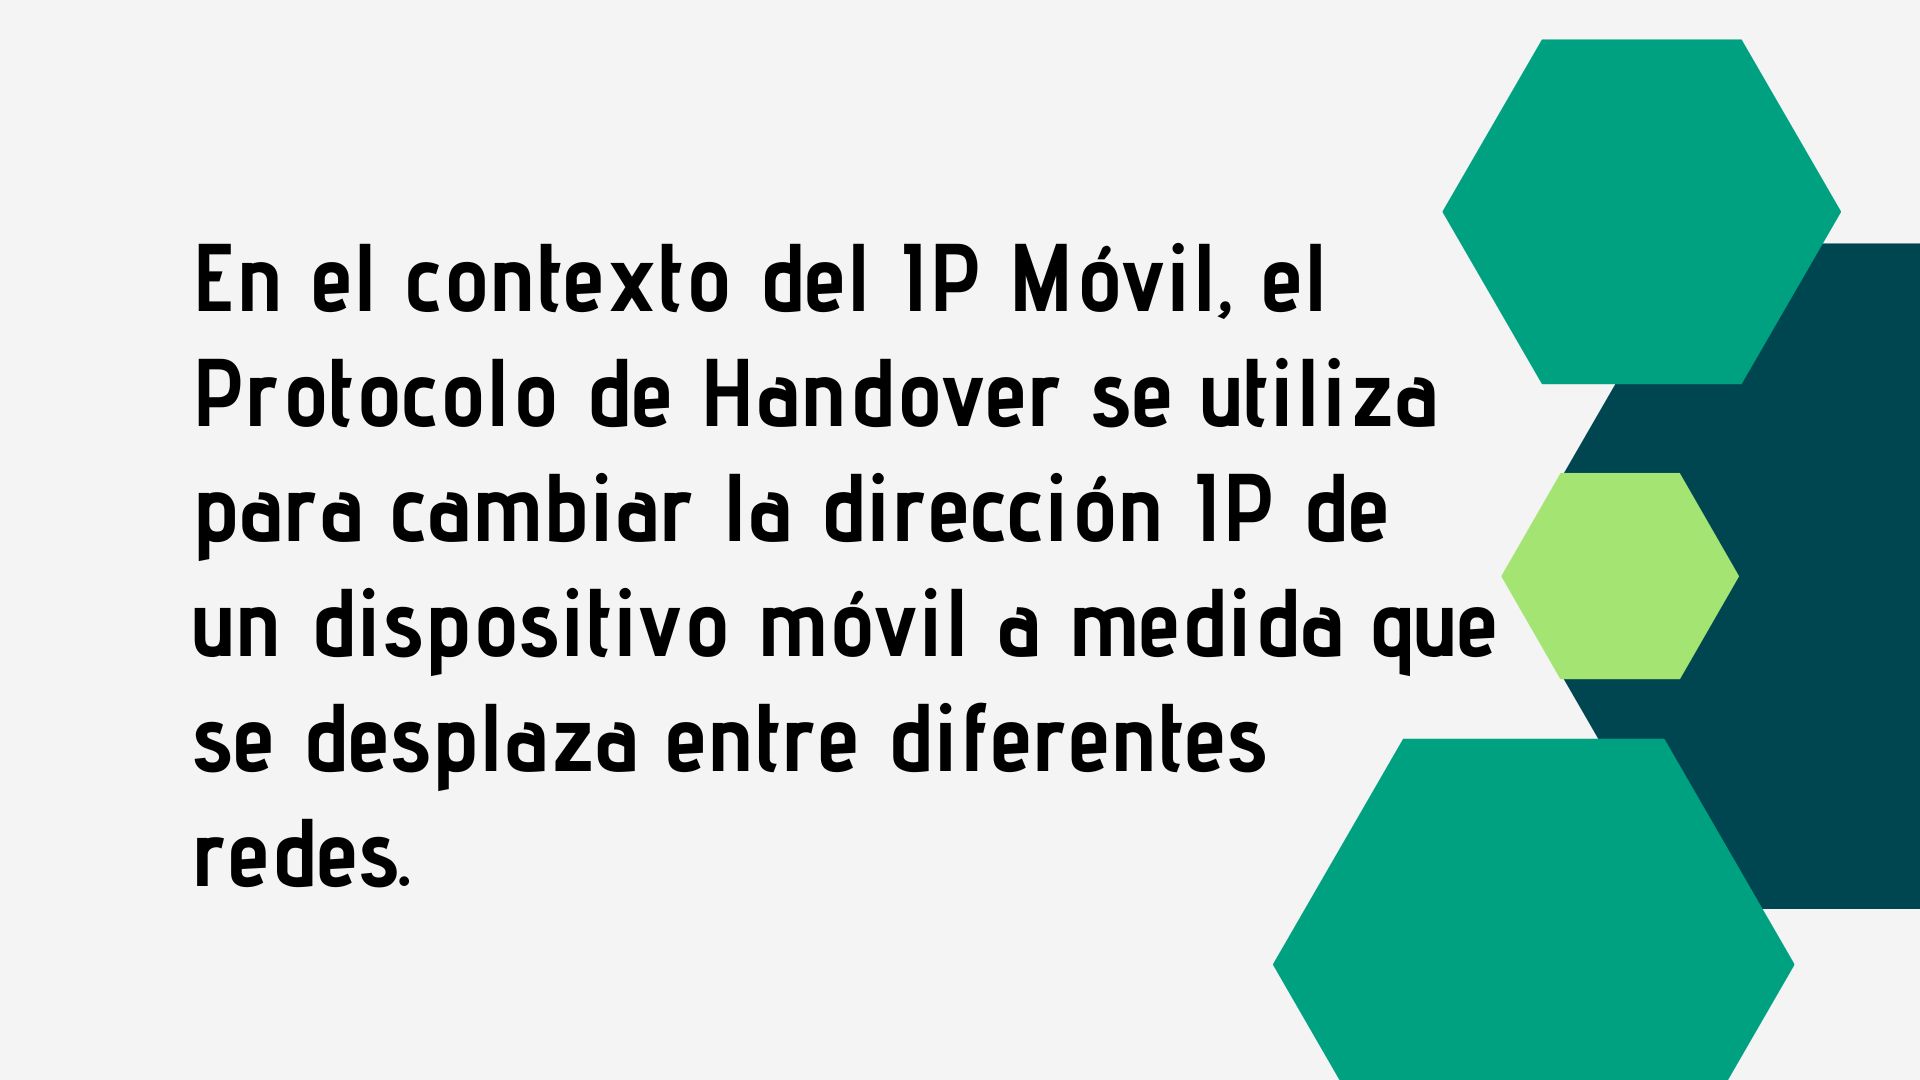 En el contexto del IP Móvil, el
Protocolo de Handover se utiliza
para cambiar la dirección IP de
un dispositivo móvil a medida que
se desplaza entre diferentes
redes.